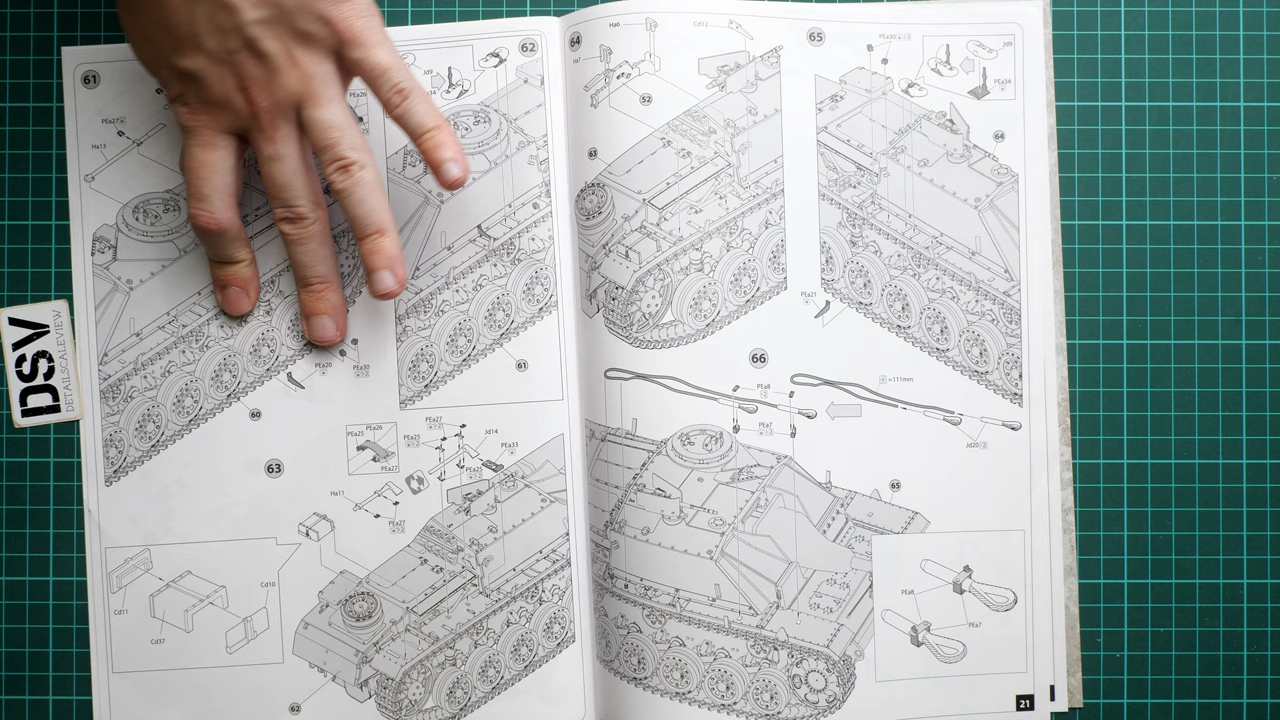 61
PEa27
Ha13
PEa26
PEa20
PEa30
60
62
Jd9
61
63
PEa25
PEa26
PEa27
PEa27
PEa25
Jd14
PEa33
PEa25
Ha11
PEa27
Cd11
Cd37
Cd10
62
64
Ha6
Cd12
52
63
65
PEa30
Jd9
PEa34
64
PEa21
66
PEa8
PEa7
≈111mm
Jd20
65
PEa8
PEa7
21
DSV
DETAILSCALEVIEW